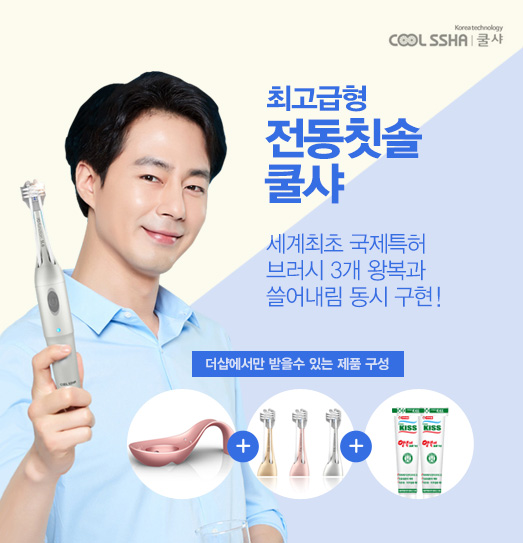 Korea technology
COOL SSHA | 쿨샤
최고급형
전동칫솔
쿨샤
세계최초 국제특허
브러시 3개 왕복과
쓸어내림 동시 구현!
더샵에서만 받을수 있는 제품 구성
KISS
KISS